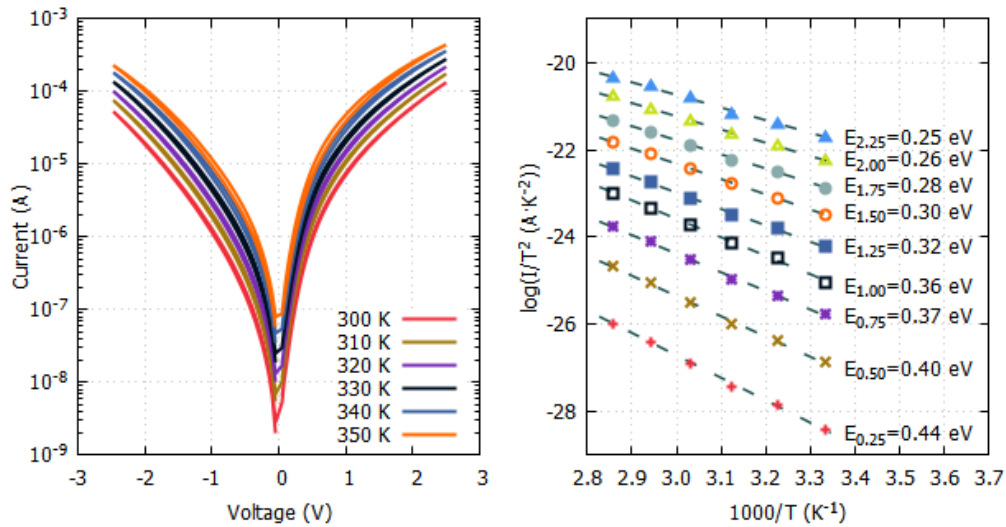 10⁻³
10⁻⁴
10⁻⁵
10⁻⁶
10⁻⁷
10⁻⁸
10⁻⁹
Current (A)
300 K
310 K
320 K
330 K
340 K
350 K
-3 -2 -1 0 1 2 3
Voltage (V)
-20
-22
-24
-26
-28
log(I/T² (A·K⁻²))
E₂.₂₅=0.25 eV
E₂.₀₀=0.26 eV
E₁.₇₅=0.28 eV
E₁.₅₀=0.30 eV
E₁.₂₅=0.32 eV
E₁.₀₀=0.36 eV
E₀.₇₅=0.37 eV
E₀.₅₀=0.40 eV
E₀.₂₅=0.44 eV
2.8 2.9 3.0 3.1 3.2 3.3 3.4 3.5 3.6 3.7
1000/T (K⁻¹)